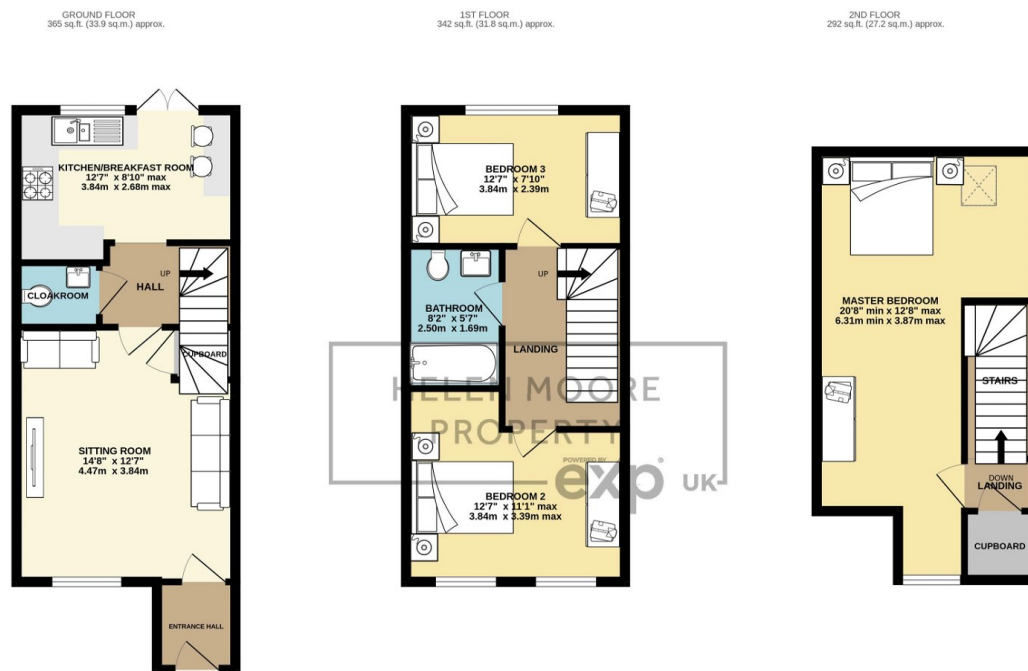 GROUND FLOOR
365 sq.ft. (33.9 sq.m.) approx.
KITCHEN/BREAKFAST ROOM
12'7" x 8'10" max
3.84m x 2.68m max
UP
HALL
CLOAKROOM
CUPBOARD
SITTING ROOM
14'8" x 12'7"
4.47m x 3.84m
ENTRANCE HALL
1ST FLOOR
342 sq.ft. (31.8 sq.m.) approx.
BEDROOM 3
12'7" x 7'10"
3.84m x 2.39m
UP
BATHROOM
8'2" x 5'7"
2.50m x 1.69m
LANDING
HELEN MOORE
PROPERTY
POWERED BY
exp UK
BEDROOM 2
12'7" x 11'1" max
3.84m x 3.39m max
2ND FLOOR
292 sq.ft. (27.2 sq.m.) approx.
MASTER BEDROOM
20'8" min x 12'8" max
6.31m min x 3.87m max
STAIRS
DOWN
LANDING
CUPBOARD